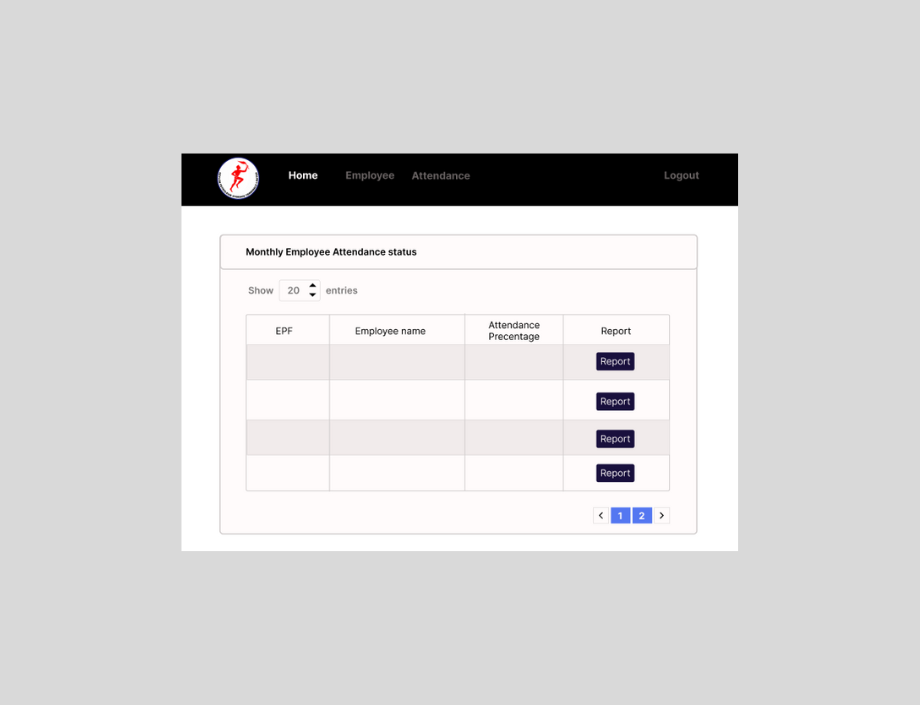 Home Employee Attendance Logout
Monthly Employee Attendance status
Show 20 entries
EPF Employee name Attendance Precentage Report
Report
Report
Report
Report
< 1 2 >